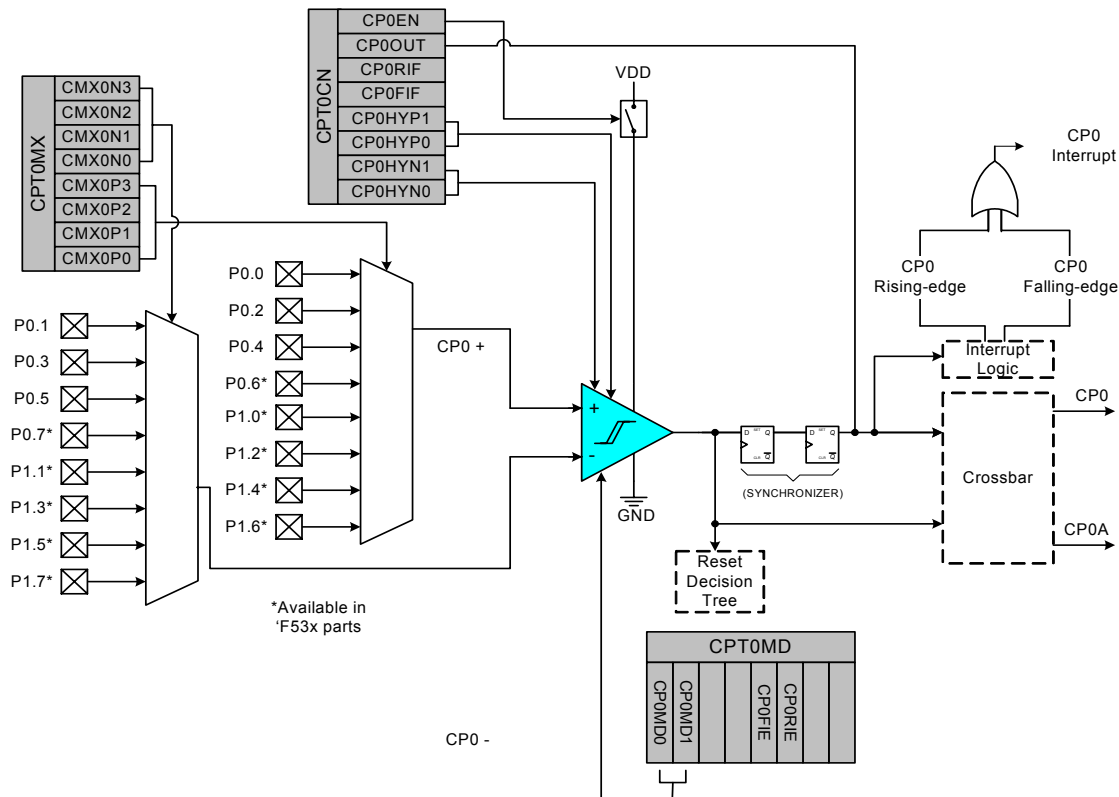 CPT0CN
CP0EN
CP0OUT
CP0RIF
CP0FIF
CP0HYP1
CP0HYP0
CP0HYN1
CP0HYN0
CPT0MX
CMX0N3
CMX0N2
CMX0N1
CMX0N0
CMX0P3
CMX0P2
CMX0P1
CMX0P0
VDD
CP0
Interrupt
CP0
Rising-edge
CP0
Falling-edge
Interrupt
Logic
P0.0
P0.2
P0.4
P0.6*
P1.0*
P1.2*
P1.4*
P1.6*
P0.1
P0.3
P0.5
P0.7*
P1.1*
P1.3*
P1.5*
P1.7*
CP0 +
+
-
GND
D SET Q
CLR Q
D SET Q
CLR Q
(SYNCHRONIZER)
Crossbar
CP0
CP0A
Reset
Decision
Tree
*Available in
‘F53x parts
CPT0MD
CP0MD0
CP0MD1
CP0FIE
CP0RIE
CP0 -